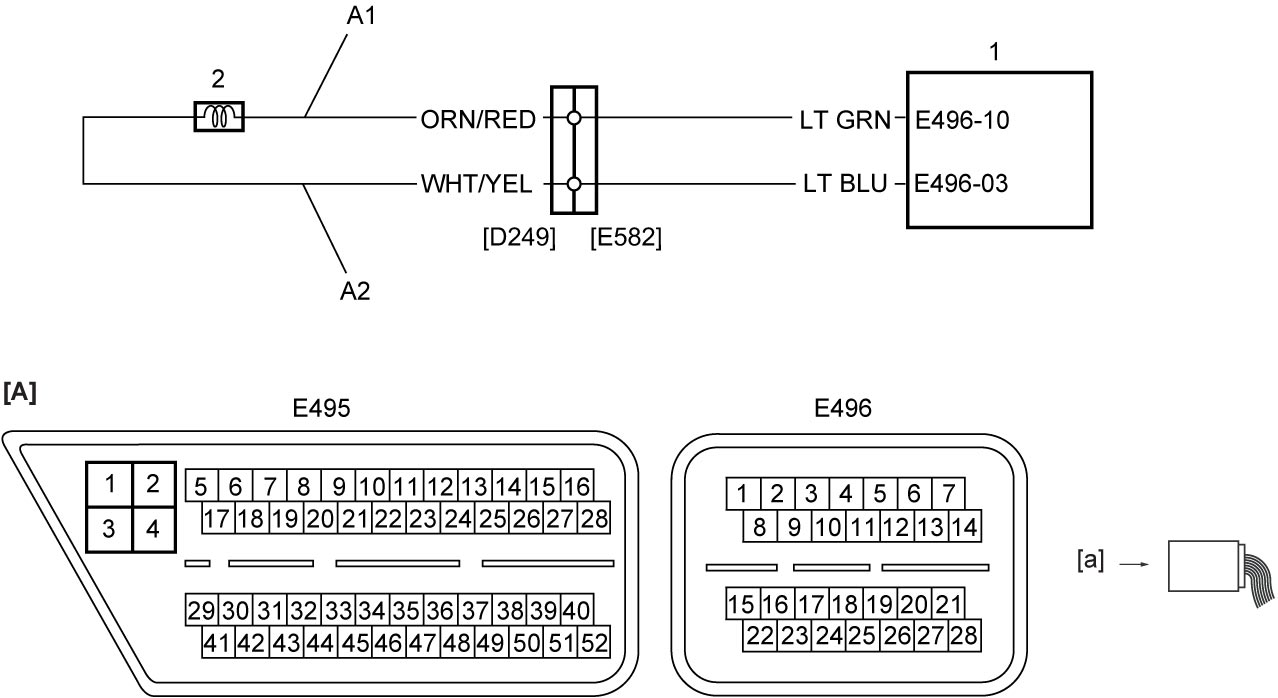 A1
2
1
ORN/RED
LT GRN
E496-10
WHT/YEL
LT BLU
E496-03
[D249] [E582]
A2
[A]
E495
E496
1 2
3 4
5 6 7 8 9 10 11 12 13 14 15 16
17 18 19 20 21 22 23 24 25 26 27 28
29 30 31 32 33 34 35 36 37 38 39 40
41 42 43 44 45 46 47 48 49 50 51 52
1 2 3 4 5 6 7
8 9 10 11 12 13 14
15 16 17 18 19 20 21
22 23 24 25 26 27 28
[a]